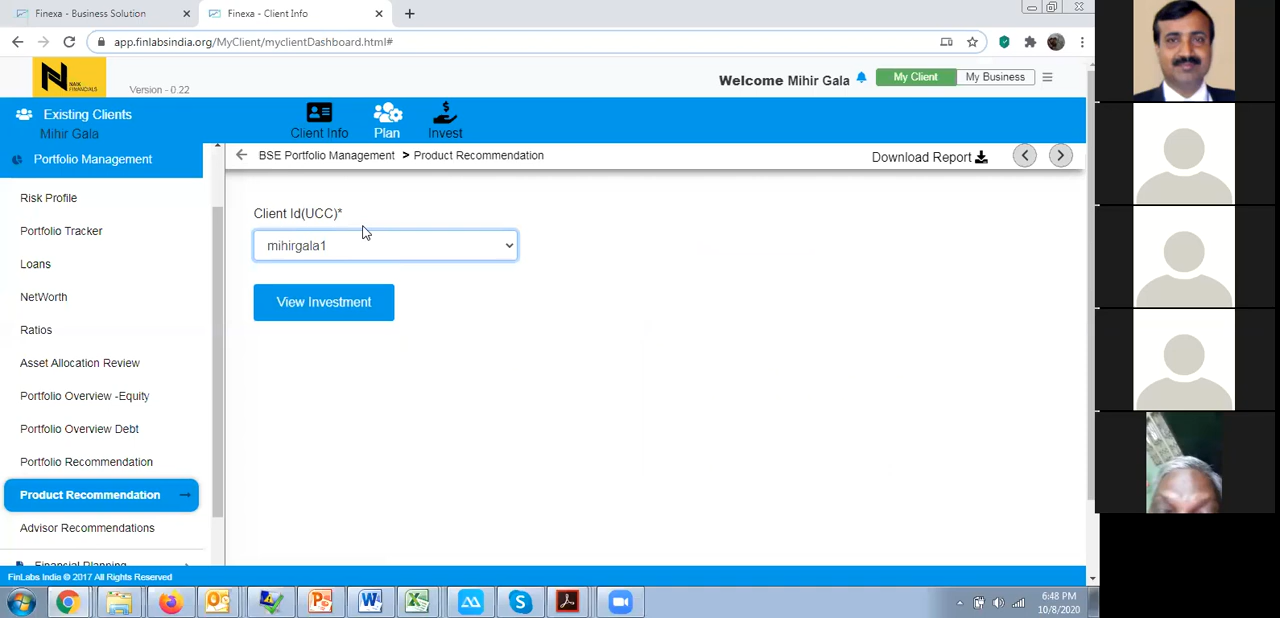 Finexa - Business Solution
Finexa - Client Info
app.finlabsindia.org/MyClient/myclientDashboard.html#
N
NAIK
FINANCIALS
Version - 0.22
Welcome Mihir Gala
My Client
My Business
Existing Clients
Mihir Gala
Client Info
Plan
Invest
Portfolio Management
BSE Portfolio Management > Product Recommendation
Download Report
Risk Profile
Portfolio Tracker
Loans
NetWorth
Ratios
Asset Allocation Review
Portfolio Overview -Equity
Portfolio Overview Debt
Portfolio Recommendation
Product Recommendation
Advisor Recommendations
Financial Planning
Client Id(UCC)*
mihirgala1
View Investment
FinLabs India © 2017 All Rights Reserved
6:48 PM
10/8/2020